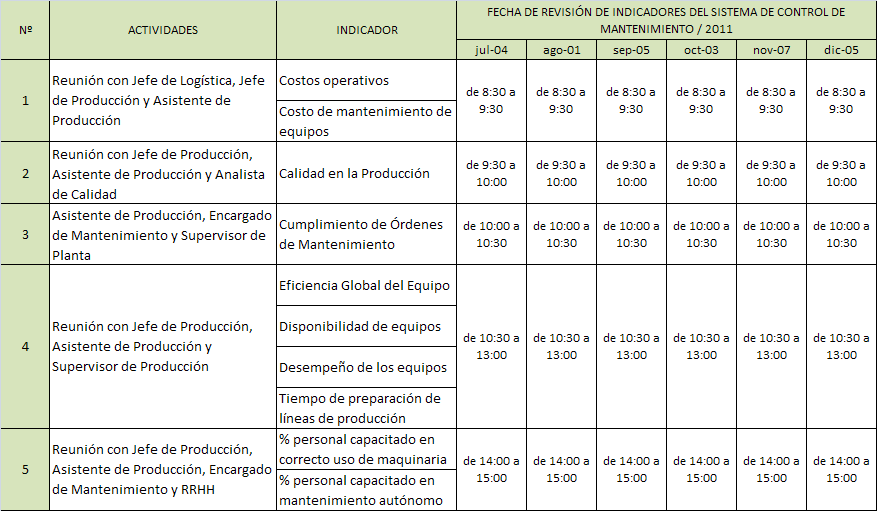 Nº
ACTIVIDADES
INDICADOR
FECHA DE REVISIÓN DE INDICADORES DEL SISTEMA DE CONTROL DE
MANTENIMIENTO / 2011
jul-04
ago-01
sep-05
oct-03
nov-07
dic-05
1
Reunión con Jefe de Logística, Jefe
de Producción y Asistente de
Producción
Costos operativos
Costo de mantenimiento de
equipos
de 8:30 a
9:30
de 8:30 a
9:30
de 8:30 a
9:30
de 8:30 a
9:30
de 8:30 a
9:30
de 8:30 a
9:30
2
Reunión con Jefe de Producción,
Asistente de Producción y Analista
de Calidad
Calidad en la Producción
de 9:30 a
10:00
de 9:30 a
10:00
de 9:30 a
10:00
de 9:30 a
10:00
de 9:30 a
10:00
de 9:30 a
10:00
3
Asistente de Producción, Encargado
de Mantenimiento y Supervisor de
Planta
Cumplimiento de Órdenes
de Mantenimiento
de 10:00 a
10:30
de 10:00 a
10:30
de 10:00 a
10:30
de 10:00 a
10:30
de 10:00 a
10:30
de 10:00 a
10:30
4
Reunión con Jefe de Producción,
Asistente de Producción y
Supervisor de Producción
Eficiencia Global del Equipo
Disponibilidad de equipos
Desempeño de los equipos
Tiempo de preparación de
líneas de producción
de 10:30 a
13:00
de 10:30 a
13:00
de 10:30 a
13:00
de 10:30 a
13:00
de 10:30 a
13:00
de 10:30 a
13:00
5
Reunión con Jefe de Producción,
Asistente de Producción, Encargado
de Mantenimiento y RRHH
% personal capacitado en
correcto uso de maquinaria
% personal capacitado en
mantenimiento autónomo
de 14:00 a
15:00
de 14:00 a
15:00
de 14:00 a
15:00
de 14:00 a
15:00
de 14:00 a
15:00
de 14:00 a
15:00